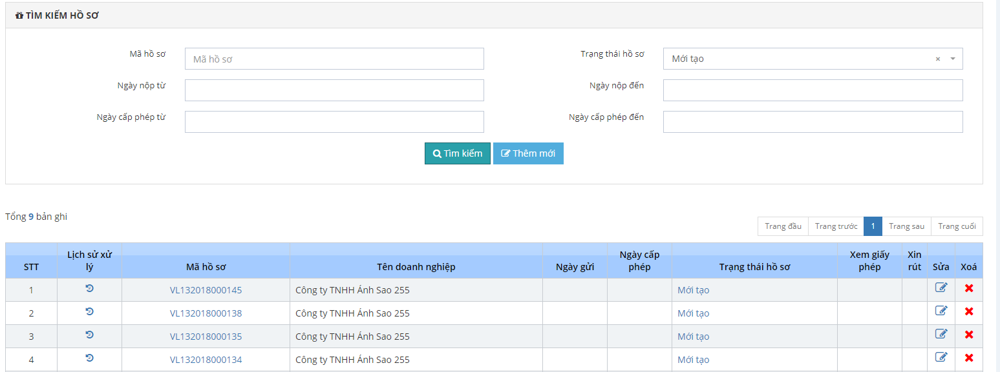 TÌM KIẾM HỒ SƠ
Mã hồ sơ Mã hồ sơ Trạng thái hồ sơ Mới tạo ×
Ngày nộp từ Ngày nộp đến
Ngày cấp phép từ Ngày cấp phép đến
Tìm kiếm Thêm mới
Tổng 9 bản ghi
Trang đầu Trang trước 1 Trang sau Trang cuối
STT Lịch sử xử lý Mã hồ sơ Tên doanh nghiệp Ngày gửi Ngày cấp phép Trạng thái hồ sơ Xem giấy phép Xin rút Sửa Xoá
1 VL132018000145 Công ty TNHH Ánh Sao 255 Mới tạo
2 VL132018000138 Công ty TNHH Ánh Sao 255 Mới tạo
3 VL132018000135 Công ty TNHH Ánh Sao 255 Mới tạo
4 VL132018000134 Công ty TNHH Ánh Sao 255 Mới tạo